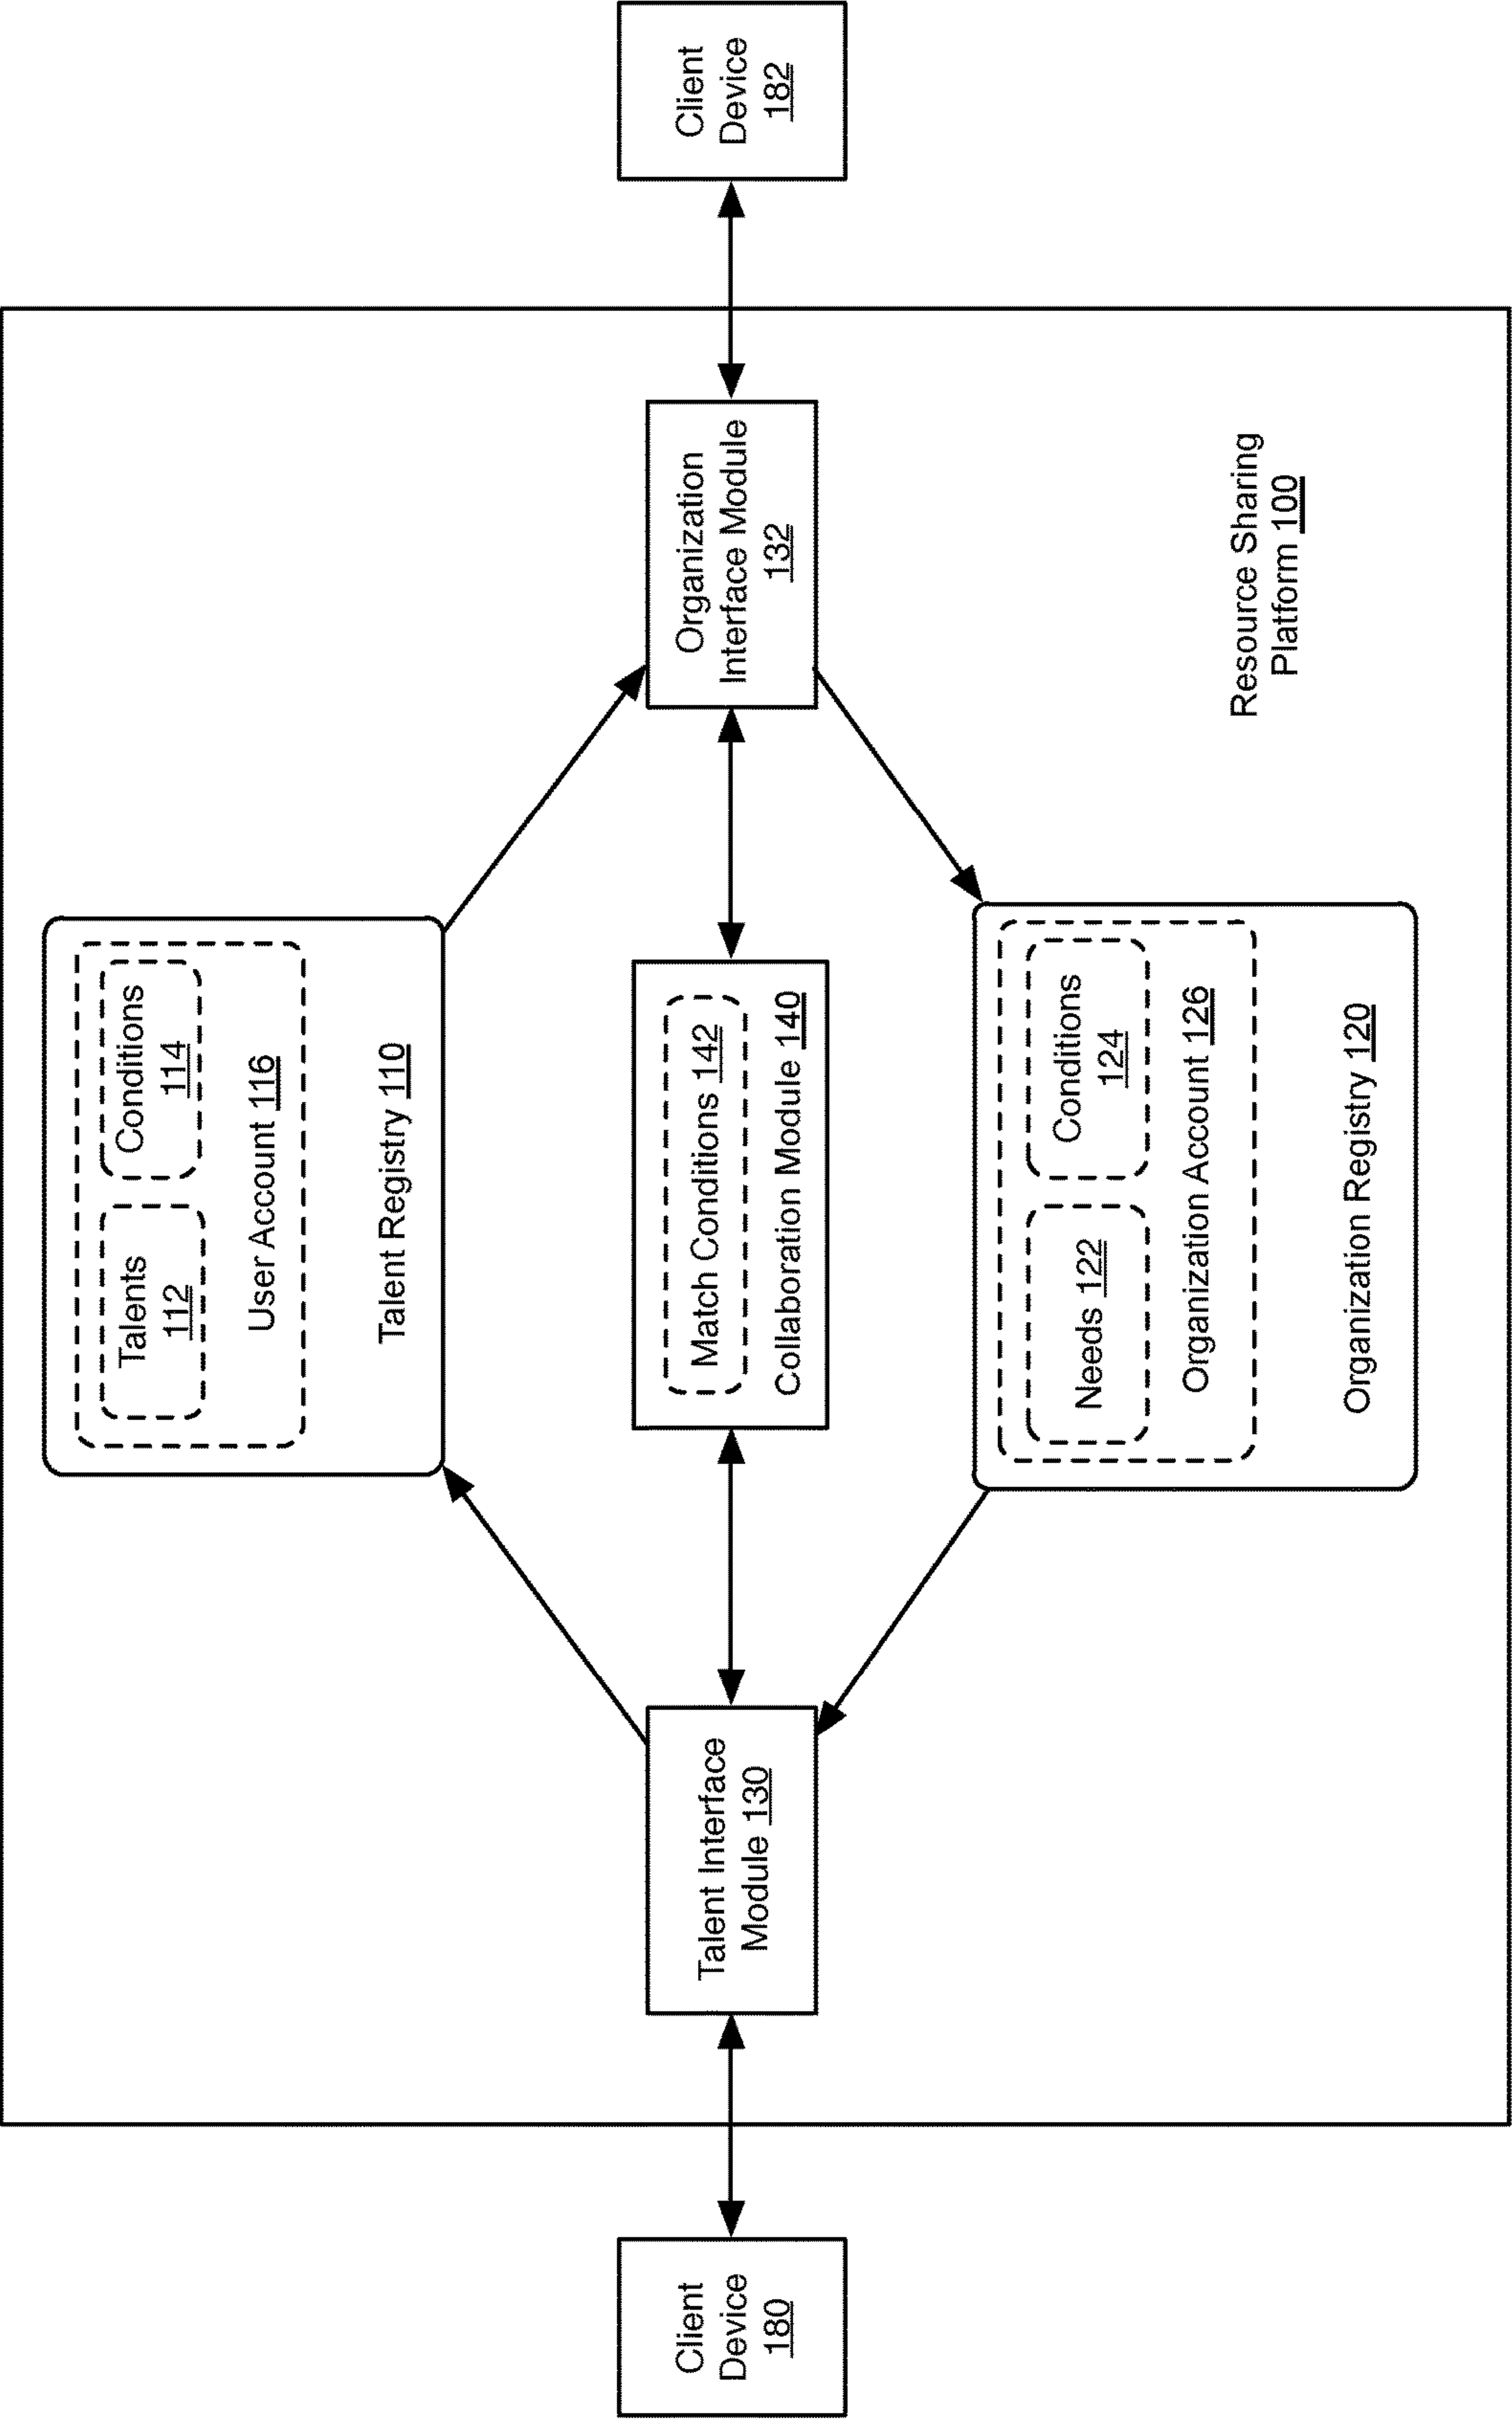 Talents
112
Conditions
114
User Account 116
Talent Registry 110
Client
Device
180
Talent Interface
Module 130
Match Conditions 142
Collaboration Module 140
Organization
Interface Module
132
Client
Device
182
Needs 122
Conditions
124
Organization Account 126
Organization Registry 120
Resource Sharing
Platform 100